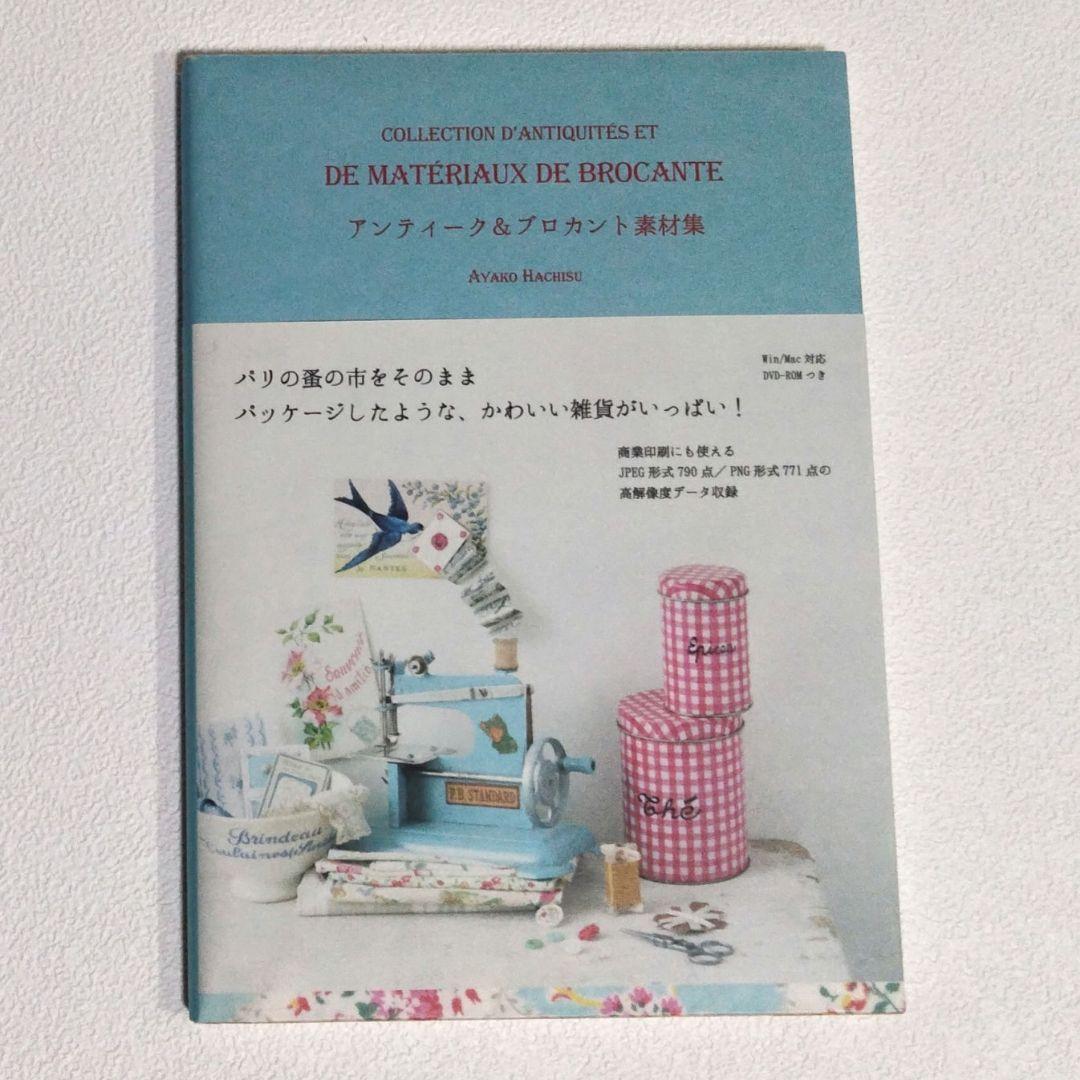 COLLECTION D'ANTIQUITÉS ET
DE MATÉRIAUX DE BROCANTE
アンティーク＆ブロカント素材集
AYAKO HACHISU
パリの蚤の市をそのまま
パッケージしたような、かわいい雑貨がいっぱい！
Win/Mac 対応
DVD-ROM つき
商業印刷にも使える
JPEG 形式 790 点／PNG 形式 771 点の
高解像度データ収録
NANTES
Souvenir
d'amitié
Epices
F.B. STANDARD
Thé
Brindeau